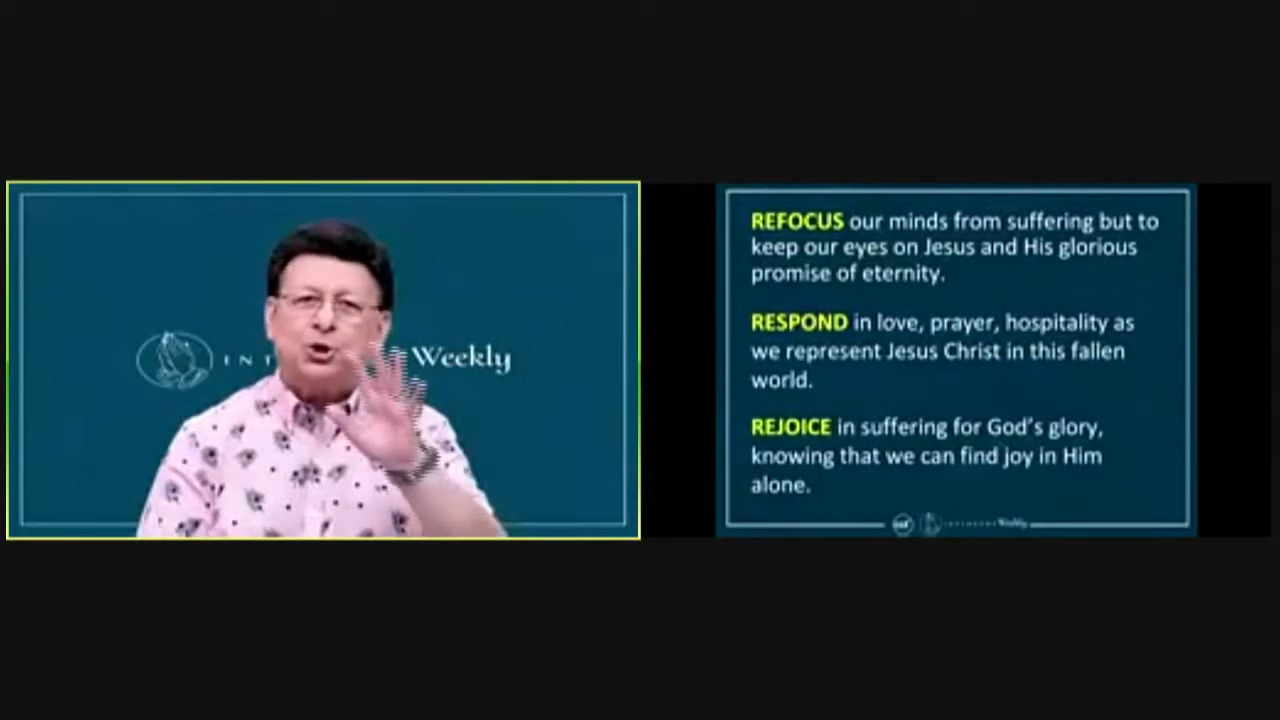 INT
Weekly
REFOCUS our minds from suffering but to
keep our eyes on Jesus and His glorious
promise of eternity.
RESPOND in love, prayer, hospitality as
we represent Jesus Christ in this fallen
world.
REJOICE in suffering for God's glory,
knowing that we can find joy in Him
alone.
Weekly